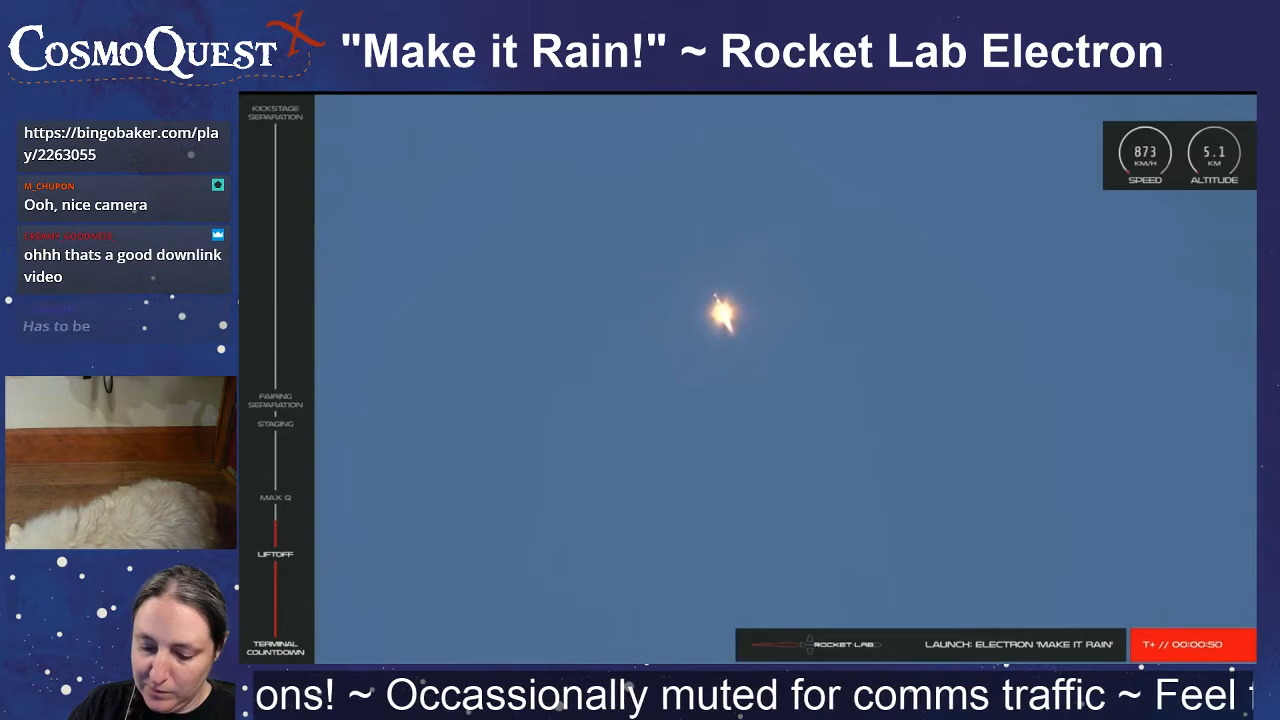 CosmoQuest X
"Make it Rain!" ~ Rocket Lab Electron
https://bingobaker.com/pla
y/2263055
M_CHUPON
Ooh, nice camera
CREAMY_GOODNESS_
ohhh thats a good downlink
video
Has to be
KICKSTAGE
SEPARATION
FAIRING
SEPARATION
STAGING
MAX Q
LIFTOFF
TERMINAL
COUNTDOWN
873
KM/H
SPEED
5.1
KM
ALTITUDE
ROCKET LAB
LAUNCH: ELECTRON 'MAKE IT RAIN'
T+ // 00:00:50
ons! ~ Occassionally muted for comms traffic ~ Feel